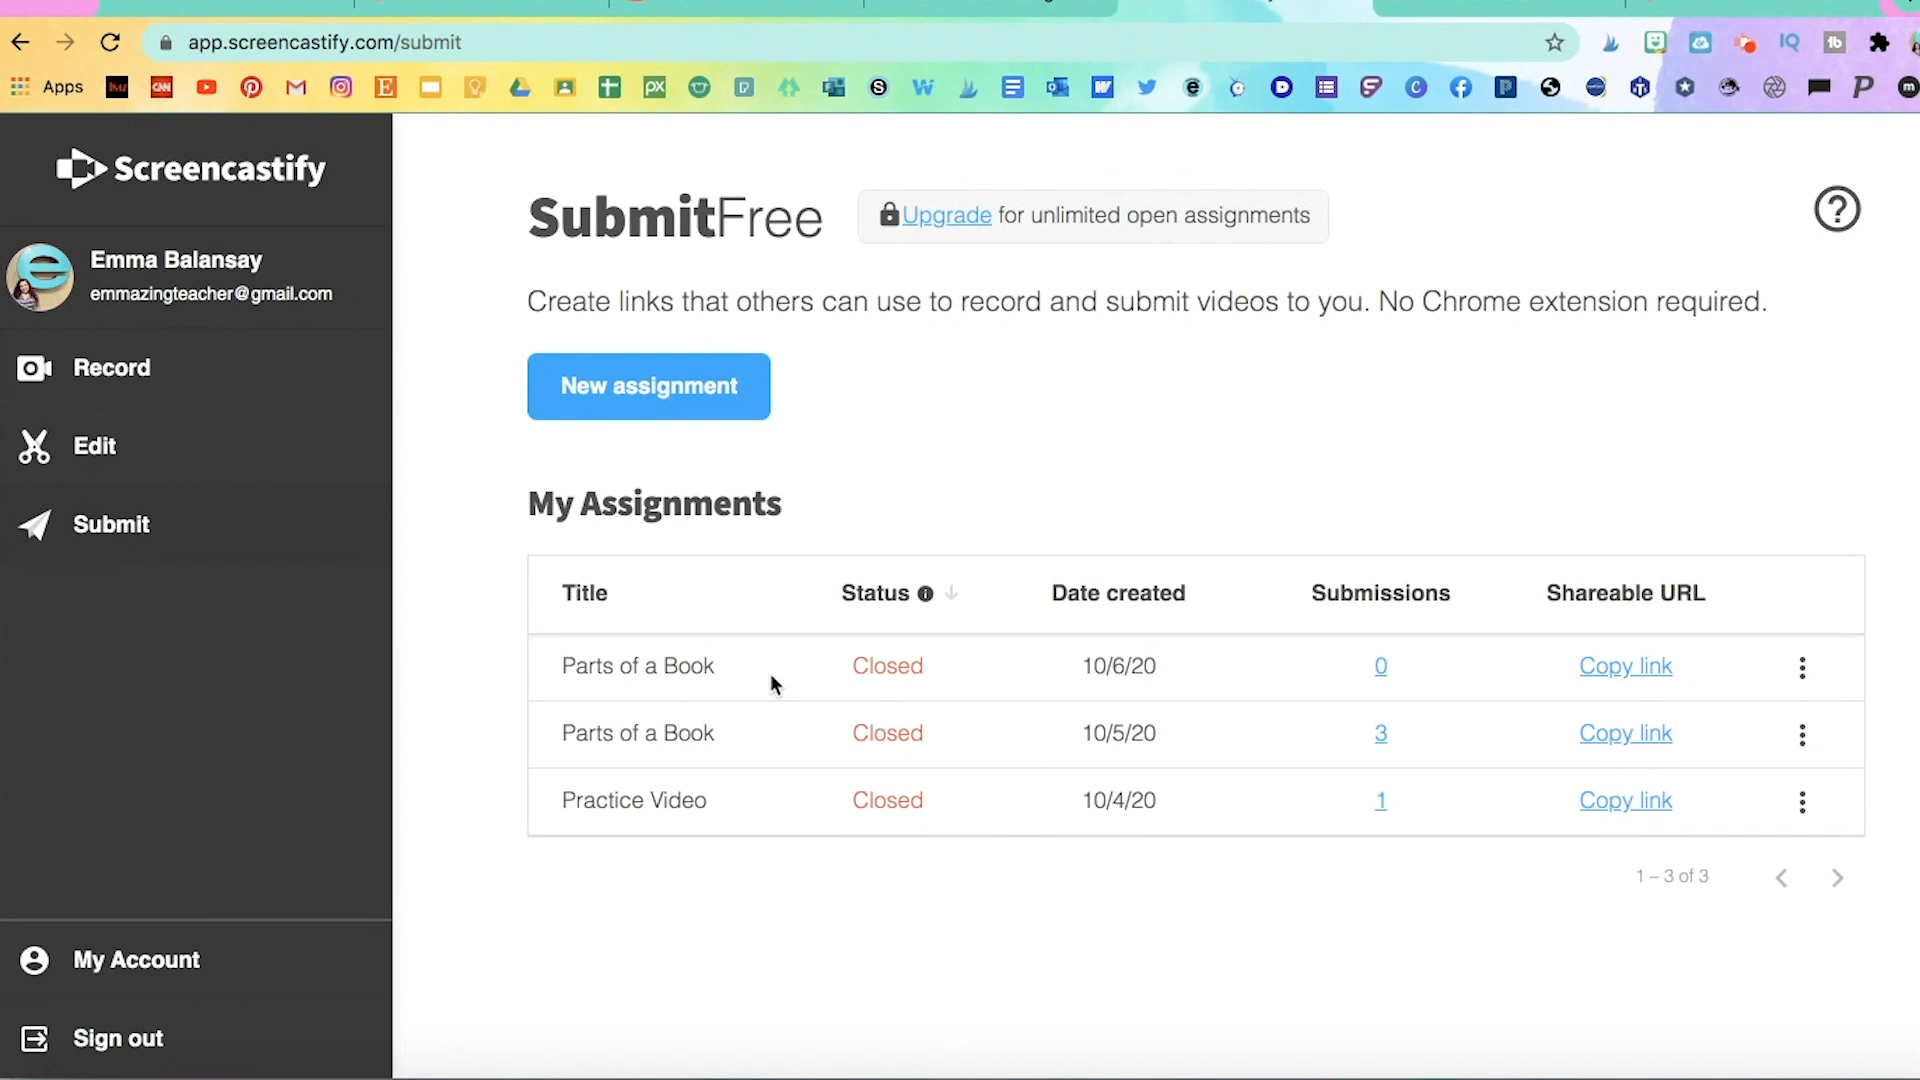 app.screencastify.com/submit
Apps
Screencastify
Emma Balansay
emmazingteacher@gmail.com
Record
Edit
Submit
My Account
Sign out
SubmitFree
Upgrade for unlimited open assignments
Create links that others can use to record and submit videos to you. No Chrome extension required.
New assignment
My Assignments
Title Status Date created Submissions Shareable URL
Parts of a Book Closed 10/6/20 0 Copy link
Parts of a Book Closed 10/5/20 3 Copy link
Practice Video Closed 10/4/20 1 Copy link
1 – 3 of 3